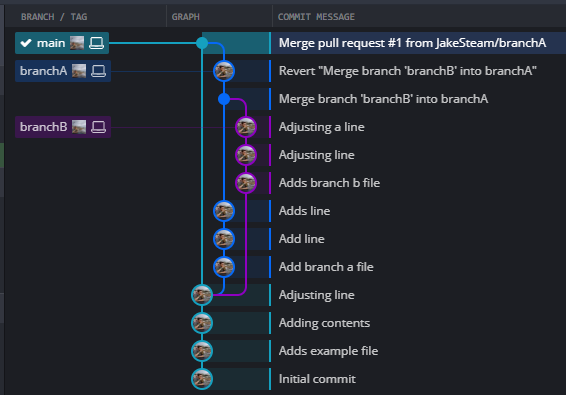 BRANCH / TAG GRAPH COMMIT MESSAGE
main Merge pull request #1 from JakeSteam/branchA
branchA Revert "Merge branch 'branchB' into branchA"
Merge branch 'branchB' into branchA
branchB Adjusting a line
Adjusting line
Adds branch b file
Adds line
Add line
Add branch a file
Adjusting line
Adding contents
Adds example file
Initial commit